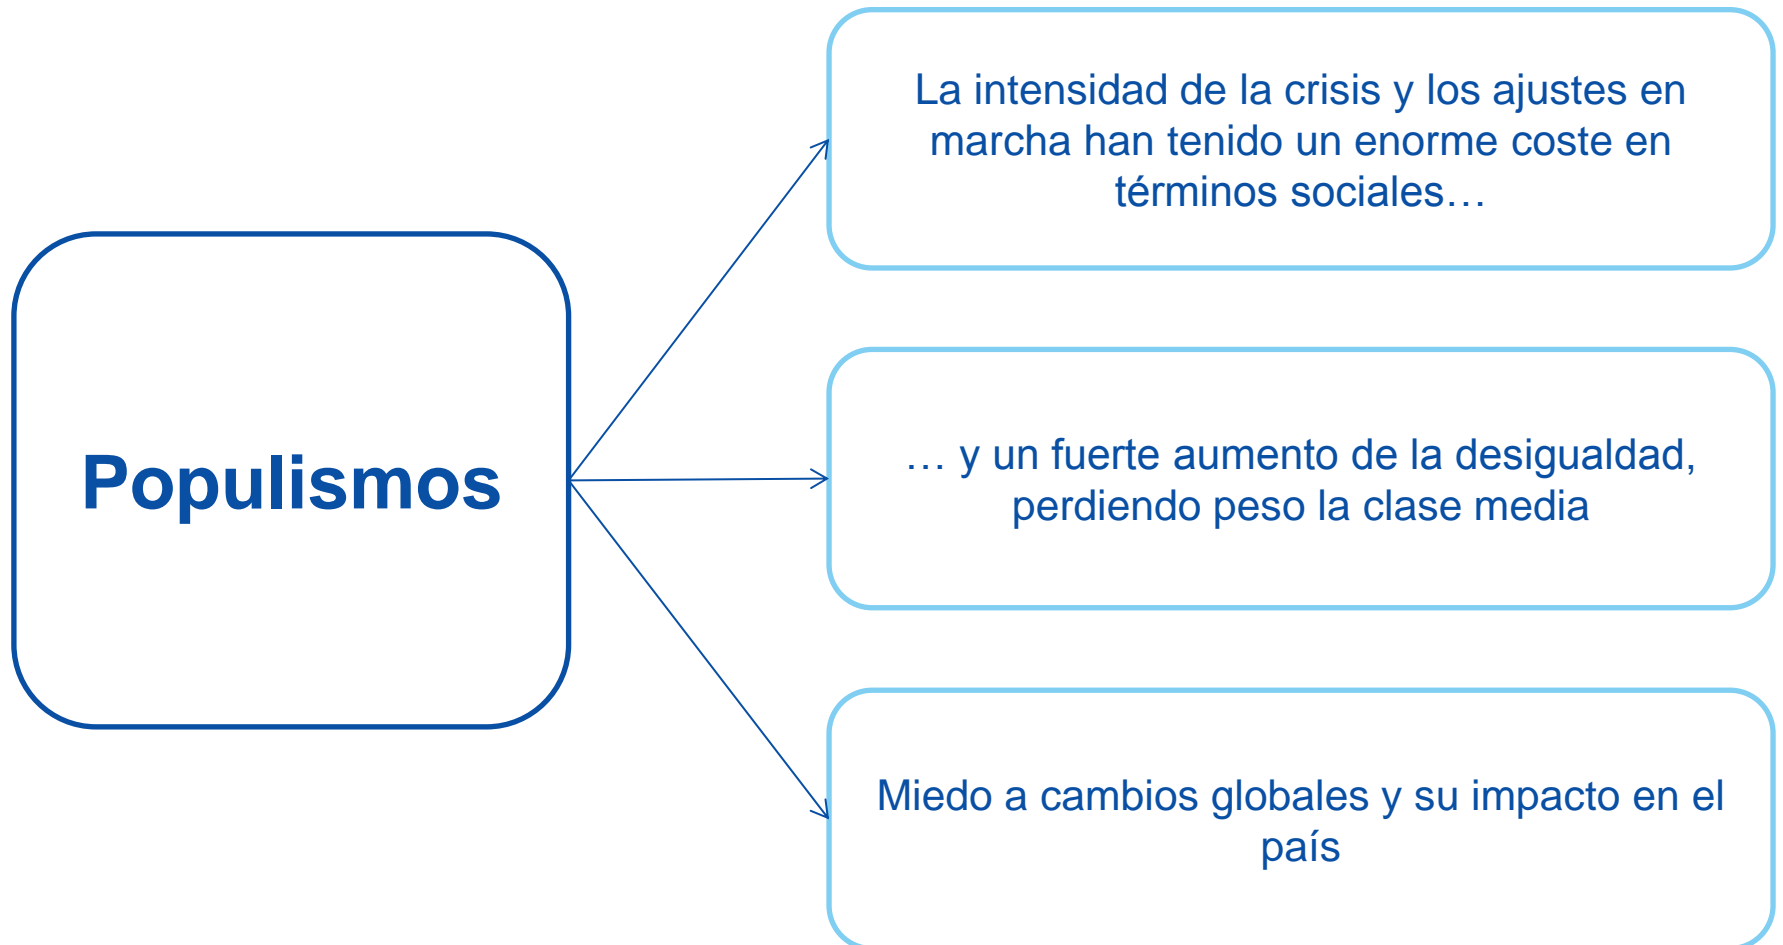 Populismos
La intensidad de la crisis y los ajustes en
marcha han tenido un enorme coste en
términos sociales…
… y un fuerte aumento de la desigualdad,
perdiendo peso la clase media
Miedo a cambios globales y su impacto en el
país